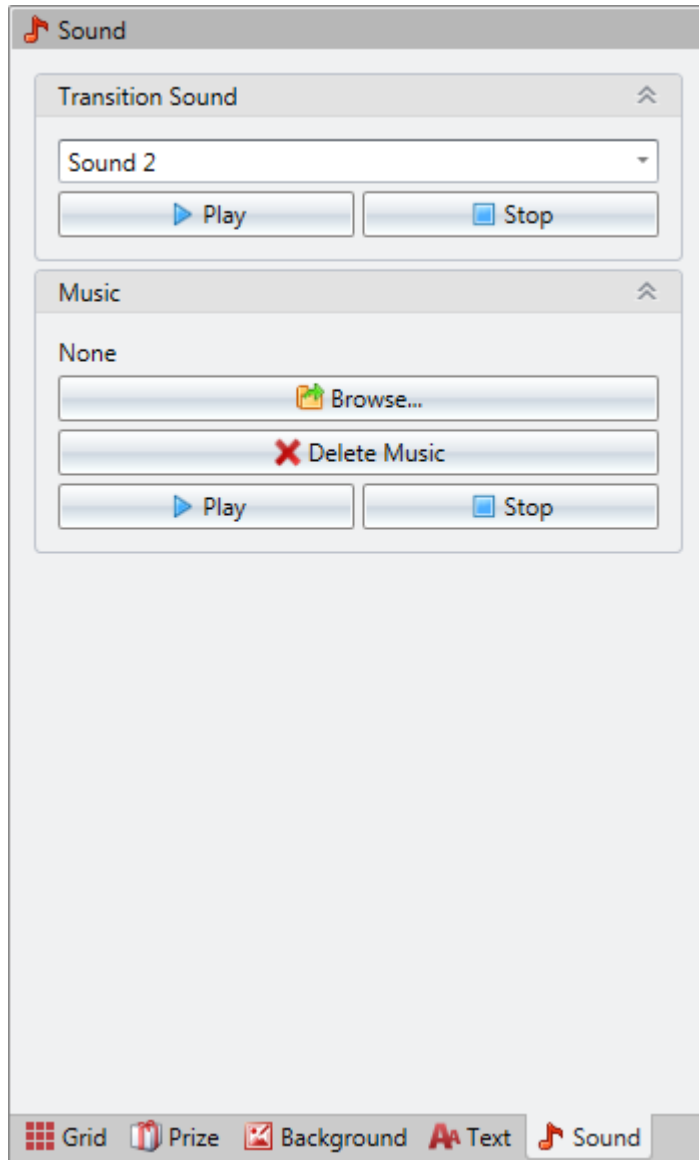 Sound
Transition Sound
Sound 2
Play Stop
Music
None
Browse...
Delete Music
Play Stop
Grid Prize Background Text Sound